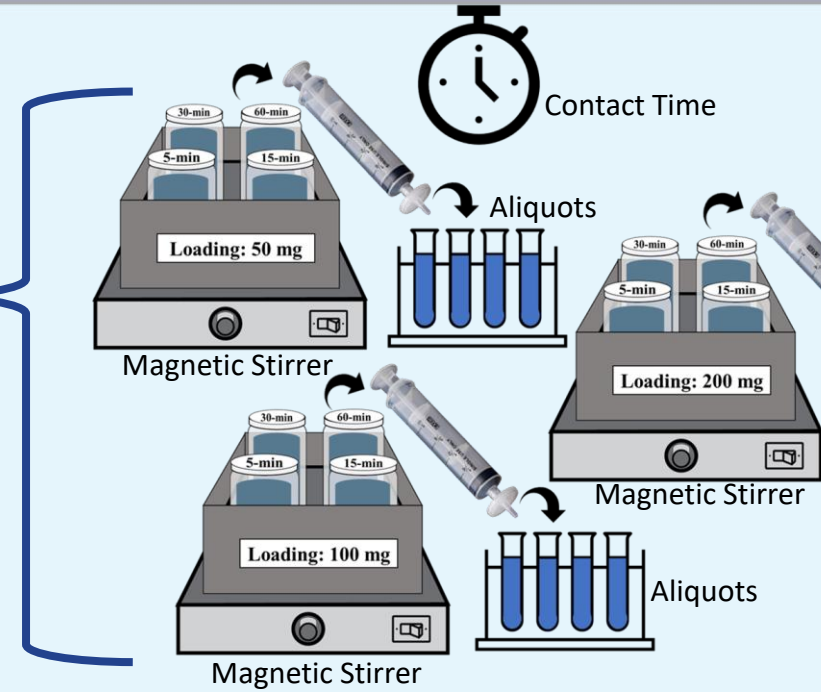 Contact Time
30-min
60-min
5-min
15-min
Loading: 50 mg
Magnetic Stirrer
Aliquots
30-min
60-min
5-min
15-min
Loading: 200 mg
Magnetic Stirrer
30-min
60-min
5-min
15-min
Loading: 100 mg
Magnetic Stirrer
Aliquots